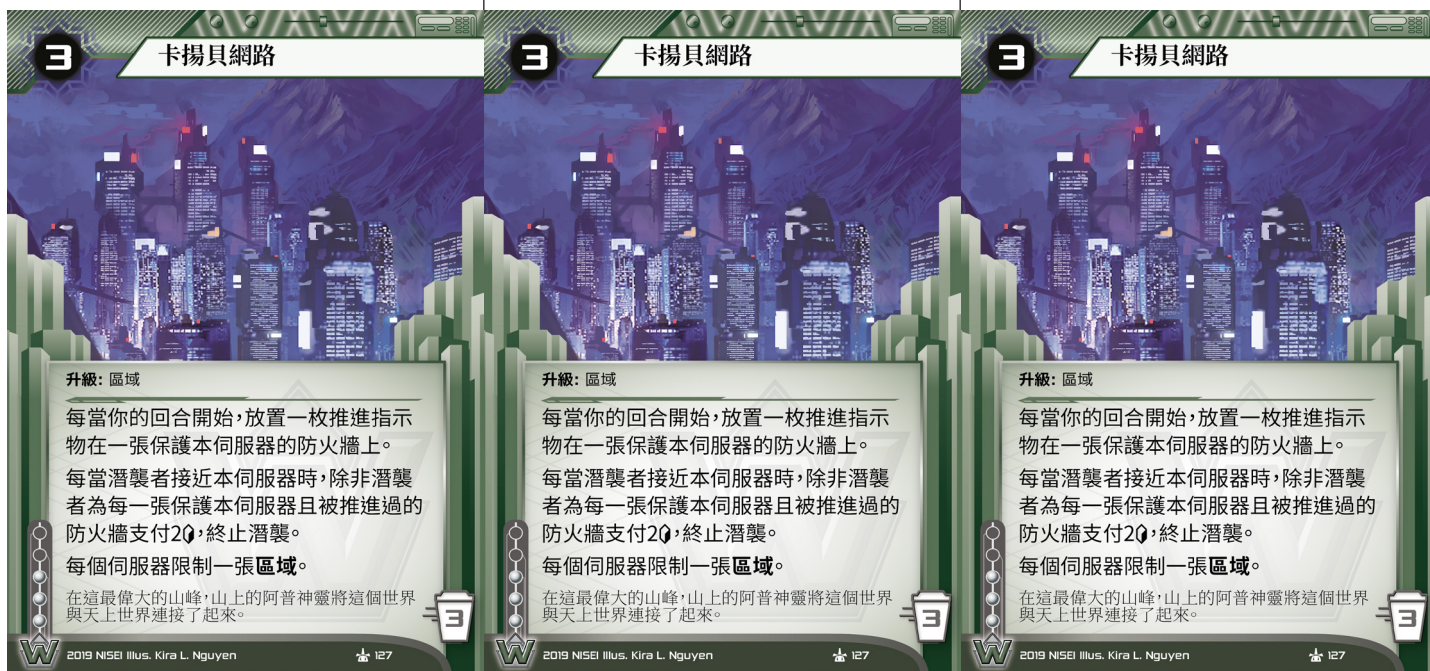 3
卡揚貝網路
升級: 區域
每當你的回合開始，放置一枚推進指示
物在一張保護本伺服器的防火牆上。
每當潛襲者接近本伺服器時，除非潛襲
者為每一張保護本伺服器且被推進過的
防火牆支付2，終止潛襲。
每個伺服器限制一張區域。
在這最偉大的山峰，山上的阿普神靈將這個世界
與天上世界連接了起來。
3
W
2019 NISEI Illus. Kira L. Nguyen
127
3
卡揚貝網路
升級: 區域
每當你的回合開始，放置一枚推進指示
物在一張保護本伺服器的防火牆上。
每當潛襲者接近本伺服器時，除非潛襲
者為每一張保護本伺服器且被推進過的
防火牆支付2，終止潛襲。
每個伺服器限制一張區域。
在這最偉大的山峰，山上的阿普神靈將這個世界
與天上世界連接了起來。
3
W
2019 NISEI Illus. Kira L. Nguyen
127
3
卡揚貝網路
升級: 區域
每當你的回合開始，放置一枚推進指示
物在一張保護本伺服器的防火牆上。
每當潛襲者接近本伺服器時，除非潛襲
者為每一張保護本伺服器且被推進過的
防火牆支付2，終止潛襲。
每個伺服器限制一張區域。
在這最偉大的山峰，山上的阿普神靈將這個世界
與天上世界連接了起來。
3
W
2019 NISEI Illus. Kira L. Nguyen
127